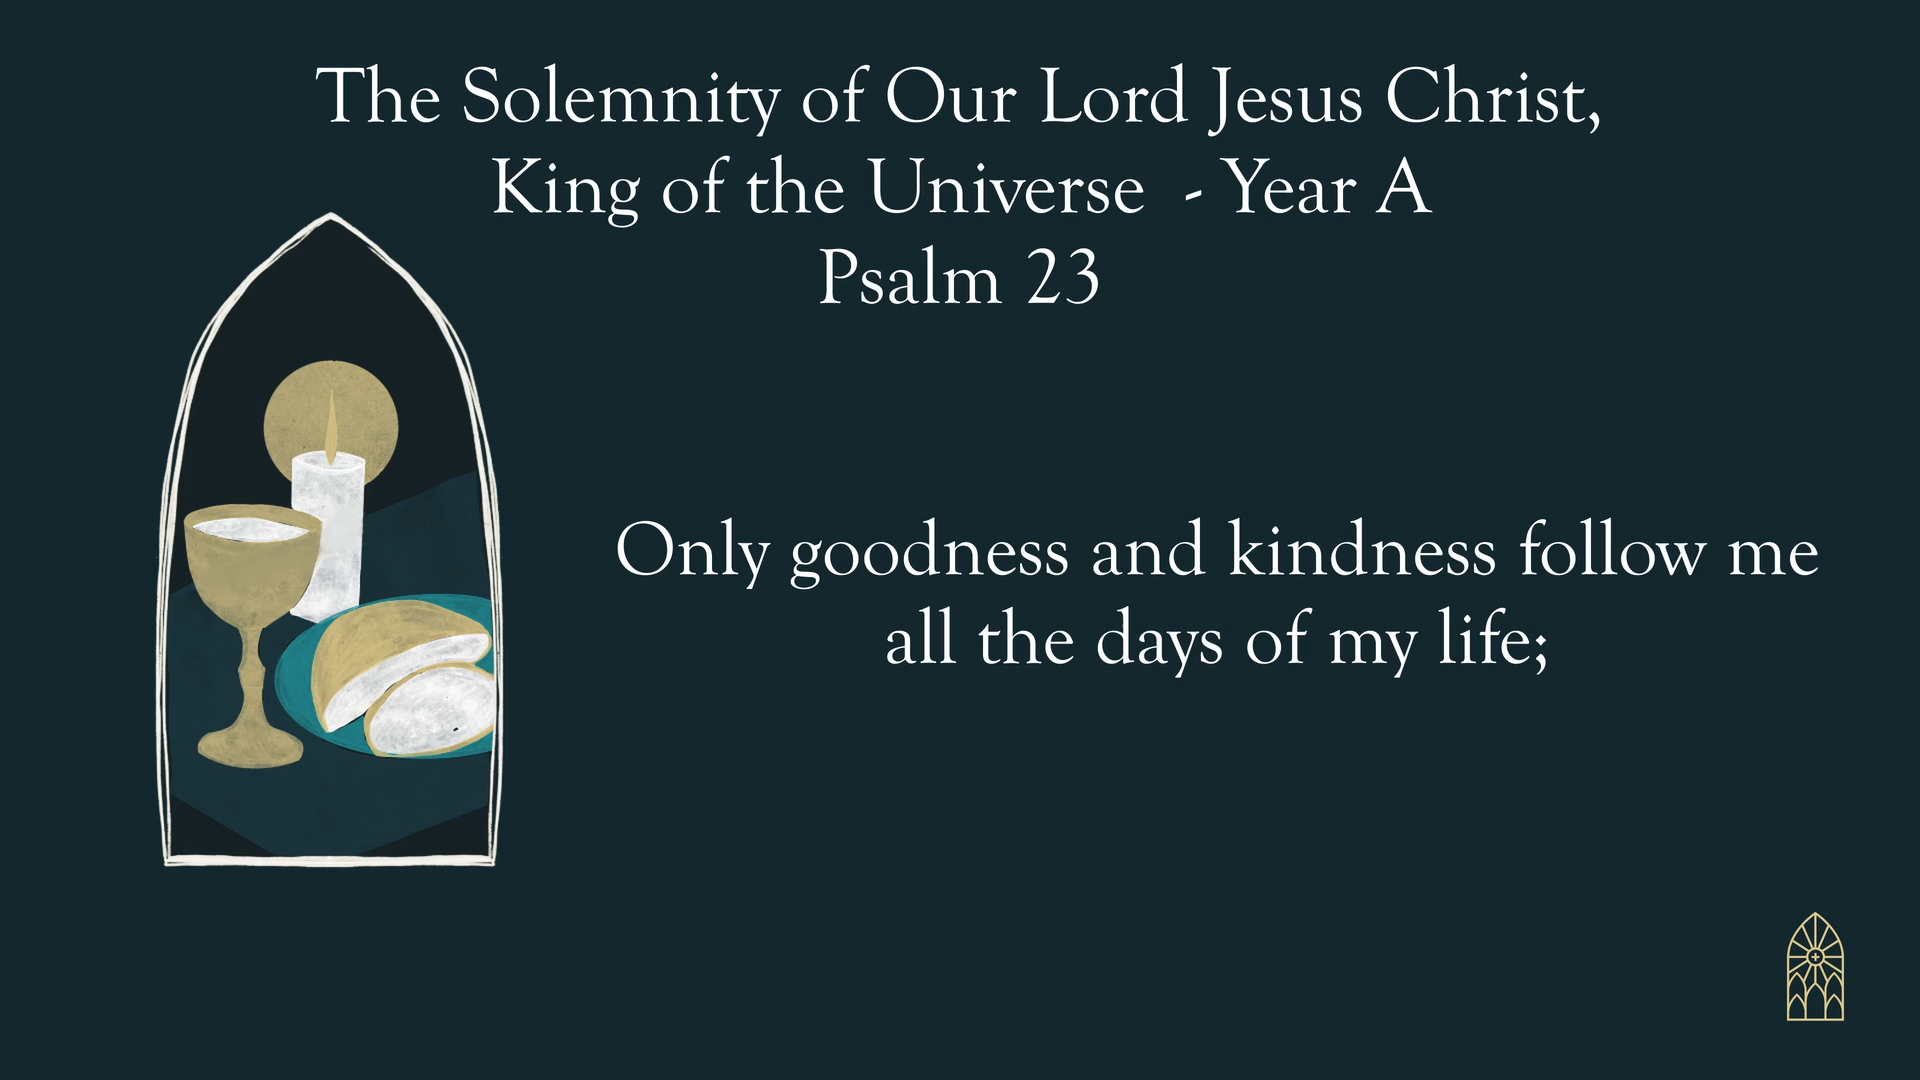 The Solemnity of Our Lord Jesus Christ,
King of the Universe  - Year A
Psalm 23
Only goodness and kindness follow me
all the days of my life;